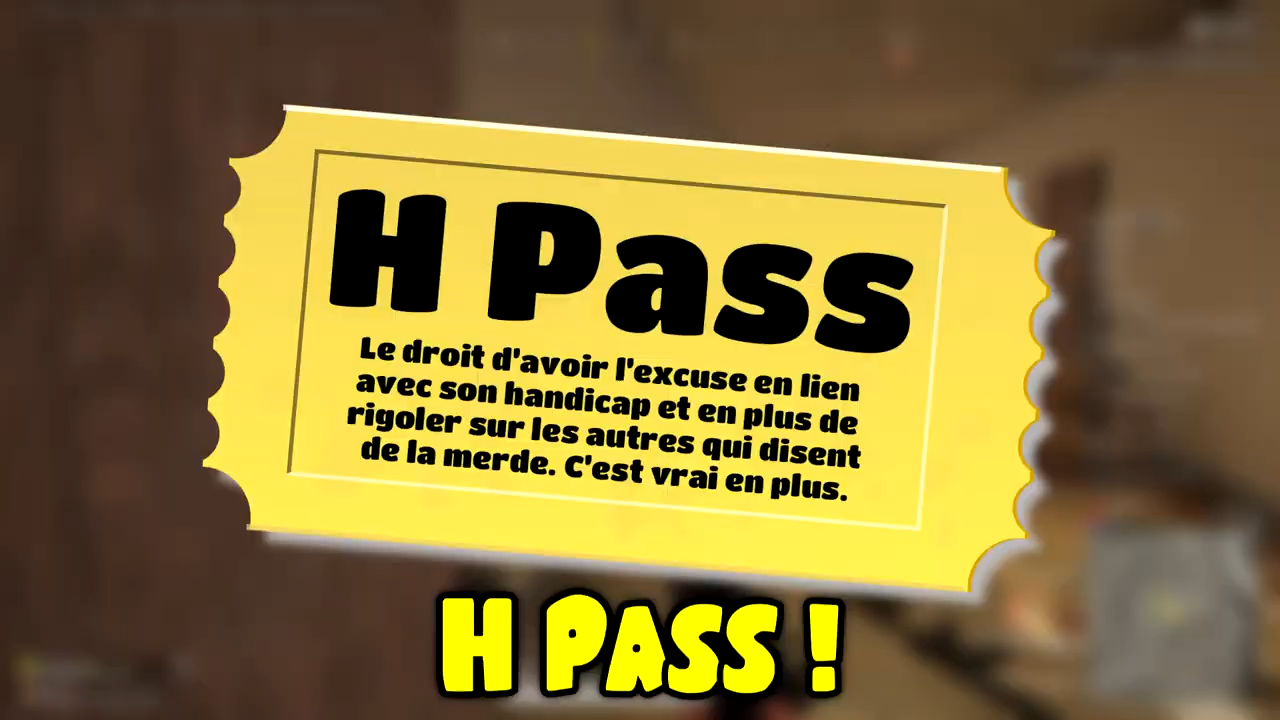 H Pass
Le droit d'avoir l'excuse en lien
avec son handicap et en plus de
rigoler sur les autres qui disent
de la merde. C'est vrai en plus.
H PASS !